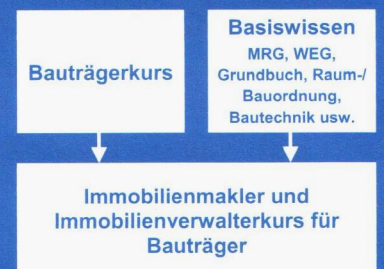 Bauträgerkurs
Basiswissen
MRG, WEG,
Grundbuch, Raum-/
Bauordnung,
Bautechnik usw.
Immobilienmakler und
Immobilienverwalterkurs für
Bauträger